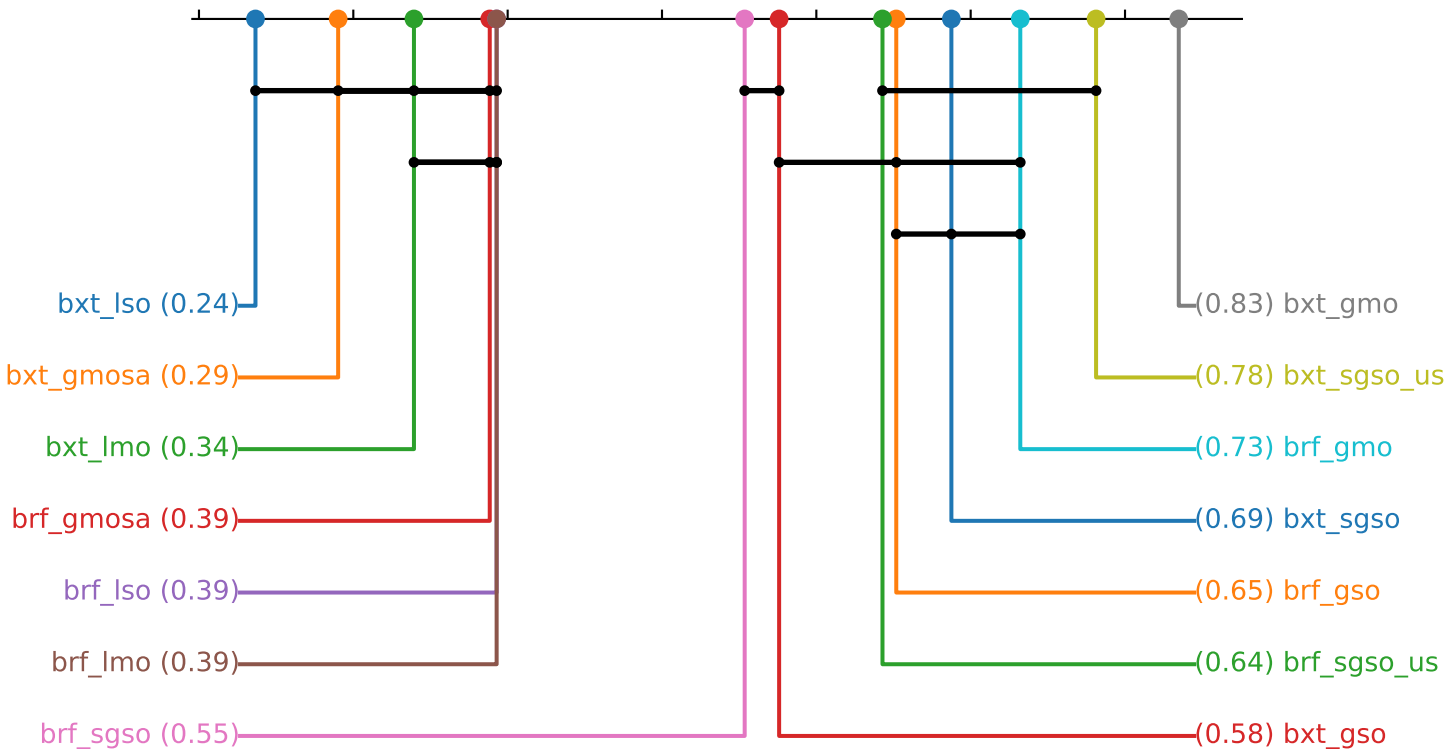 bxt_lso (0.24)
(0.83) bxt_gmo
bxt_gmosa (0.29)
(0.78) bxt_sgso_us
bxt_lmo (0.34)
(0.73) brf_gmo
brf_gmosa (0.39)
(0.69) bxt_sgso
brf_lso (0.39)
(0.65) brf_gso
brf_lmo (0.39)
(0.64) brf_sgso_us
brf_sgso (0.55)
(0.58) bxt_gso